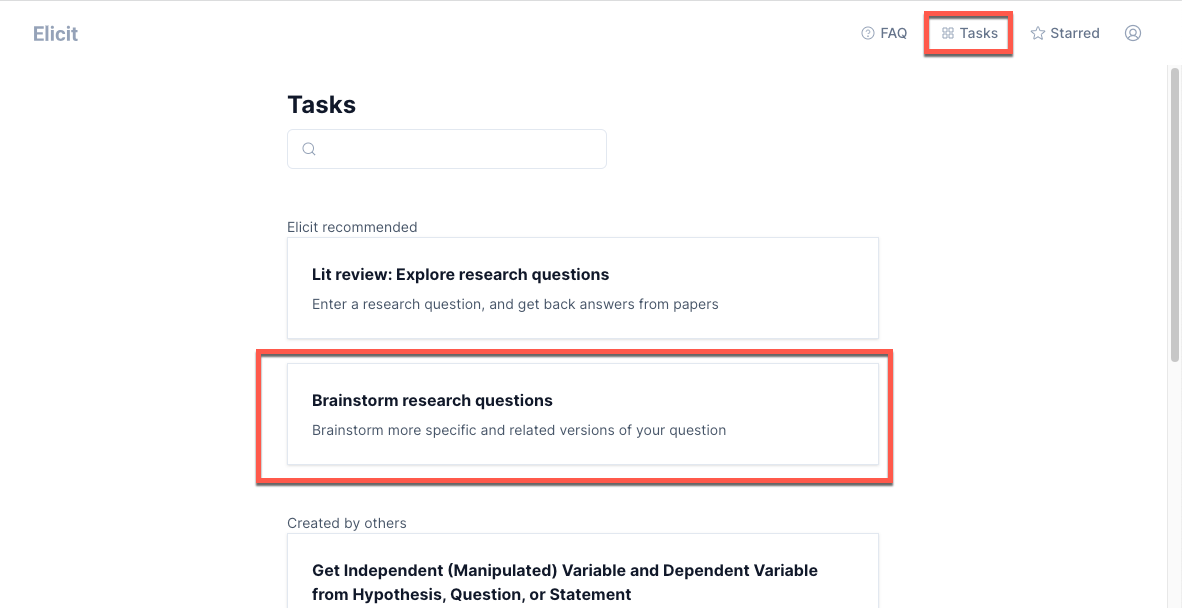 Elicit
FAQ
Tasks
Starred
Tasks
Elicit recommended
Lit review: Explore research questions
Enter a research question, and get back answers from papers
Brainstorm research questions
Brainstorm more specific and related versions of your question
Created by others
Get Independent (Manipulated) Variable and Dependent Variable
from Hypothesis, Question, or Statement